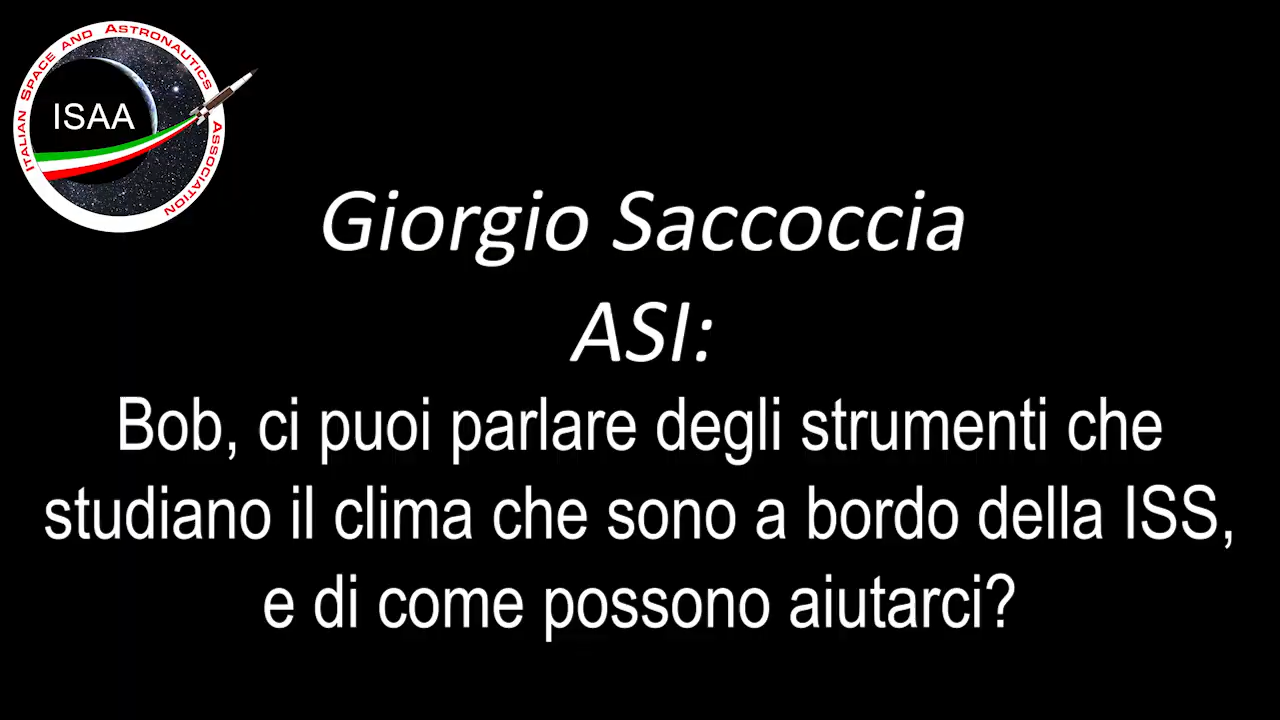 ITALIAN SPACE AND ASTRONAUTICS ASSOCIATION
ISAA
Giorgio Saccoccia
ASI:
Bob, ci puoi parlare degli strumenti che
studiano il clima che sono a bordo della ISS,
e di come possono aiutarci?